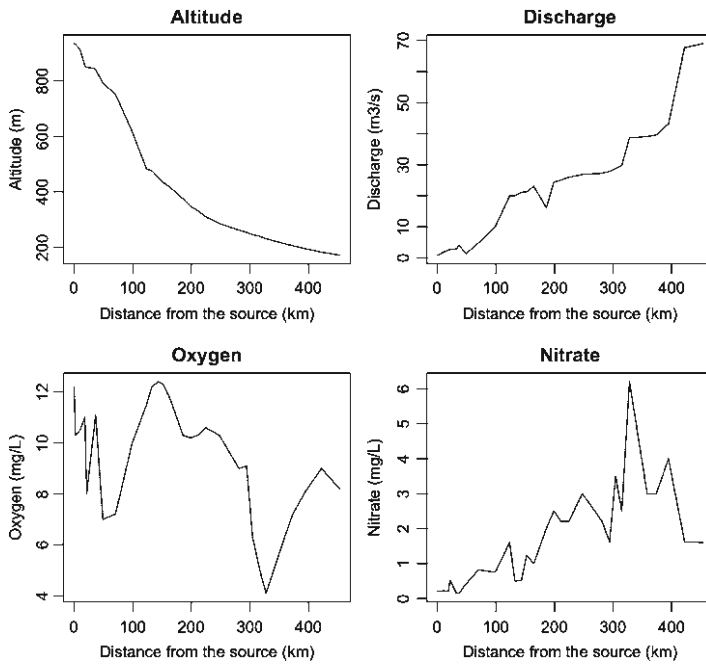 Altitude
Altitude (m)
800
600
400
200
0 100 200 300 400
Distance from the source (km)
Discharge
Discharge (m3/s)
70
50
30
10
0
0 100 200 300 400
Distance from the source (km)
Oxygen
Oxygen (mg/L)
12
10
8
6
4
0 100 200 300 400
Distance from the source (km)
Nitrate
Nitrate (mg/L)
6
5
4
3
2
1
0
0 100 200 300 400
Distance from the source (km)